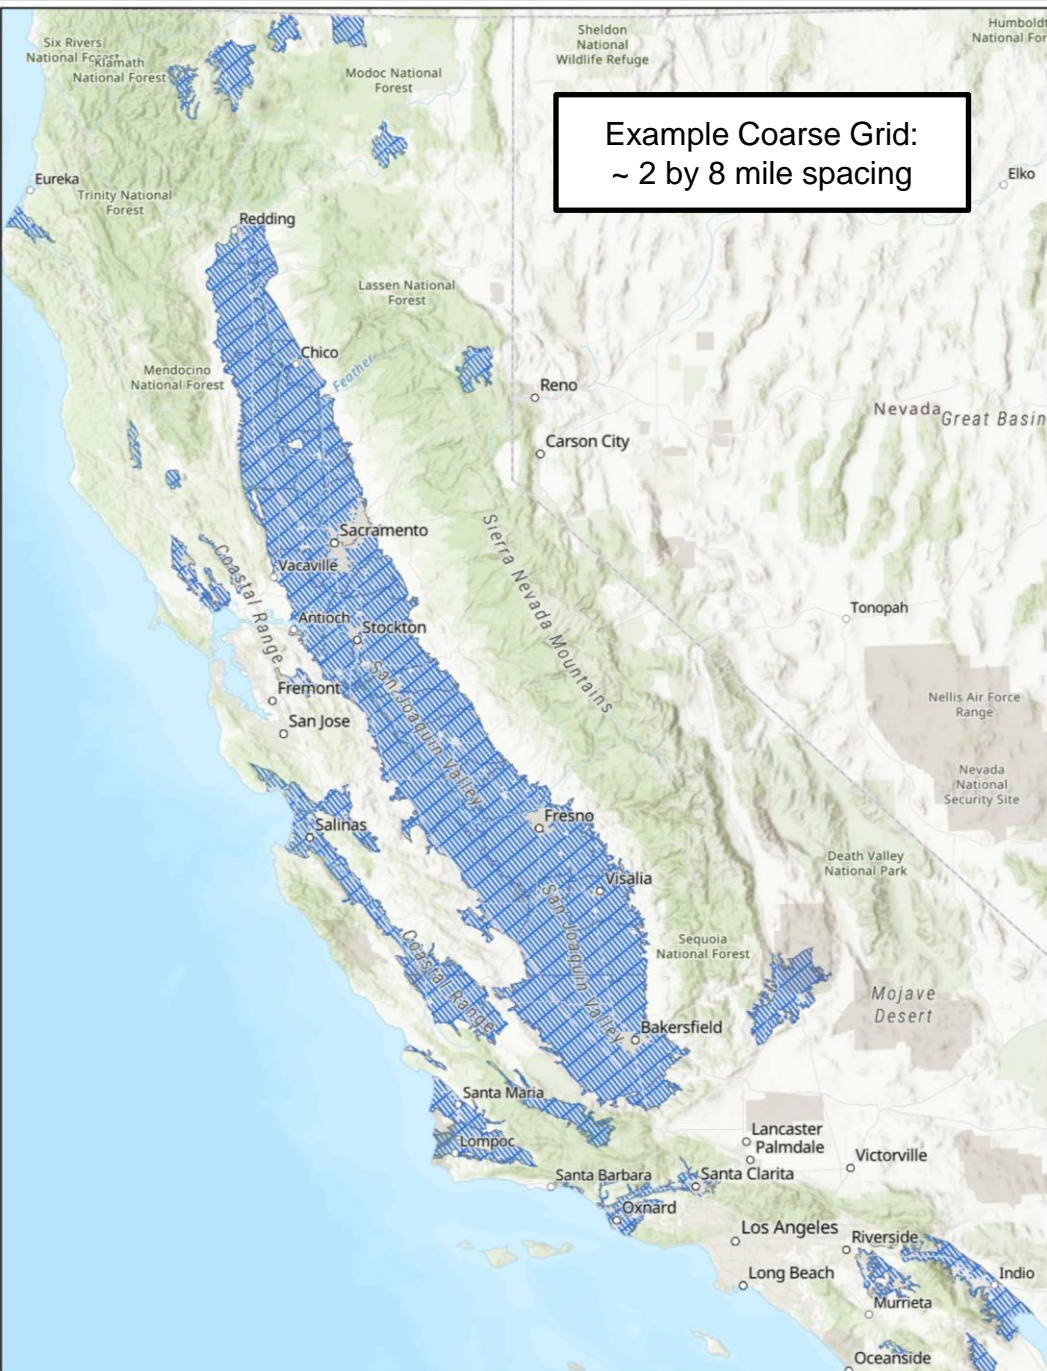 Example Coarse Grid:
~ 2 by 8 mile spacing
Six Rivers
National Forest
Klamath
National Forest
Modoc National
Forest
Sheldon
National
Wildlife Refuge
Humboldt
National For
Eureka
Trinity National
Forest
Elko
Redding
Lassen National
Forest
Chico
Mendocino
National Forest
Feather
Reno
Nevada
Great Basin
Carson City
Sacramento
Sierra Nevada Mountains
Vacaville
Coastal Range
Antioch
Stockton
Tonopah
San Joaquin Valley
Fremont
San Jose
Nellis Air Force
Range
Nevada
National
Security Site
Salinas
Fresno
Death Valley
National Park
Visalia
San Joaquin Valley
Coastal Range
Sequoia
National Forest
Mojave
Desert
Bakersfield
Santa Maria
Lompoc
Lancaster
Palmdale
Victorville
Santa Barbara
Santa Clarita
Oxnard
Los Angeles
Riverside
Long Beach
Indio
Murrieta
Oceanside